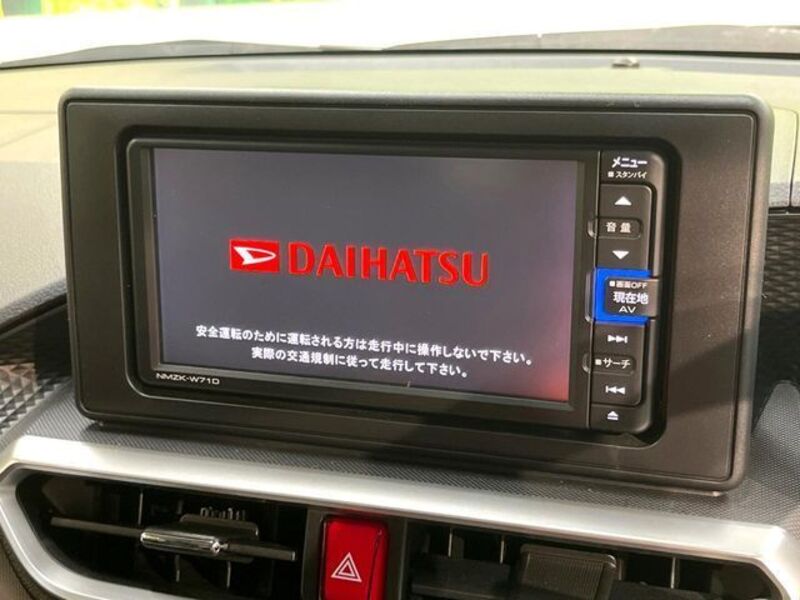 DAIHATSU
安全運転のために運転される方は走行中に操作しないで下さい。
実際の交通規制に従って走行して下さい。
NMZK-W71D
メニュー
スタンバイ
音量
画面OFF
現在地
AV
サーチ